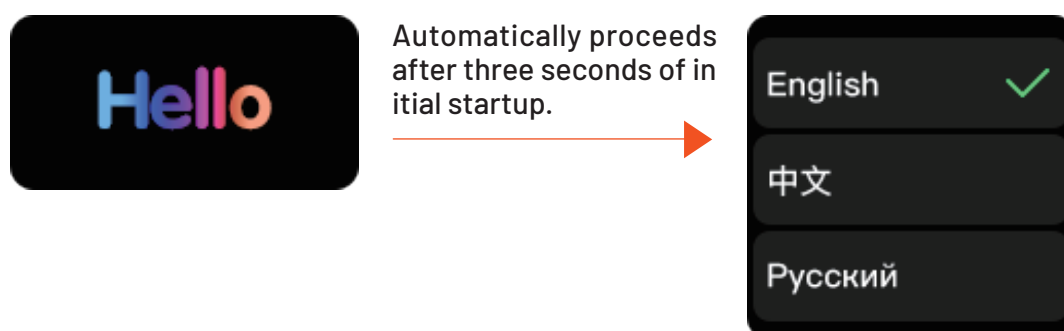 Hello
Automatically proceeds
after three seconds of in
itial startup.
English
中文
Русский